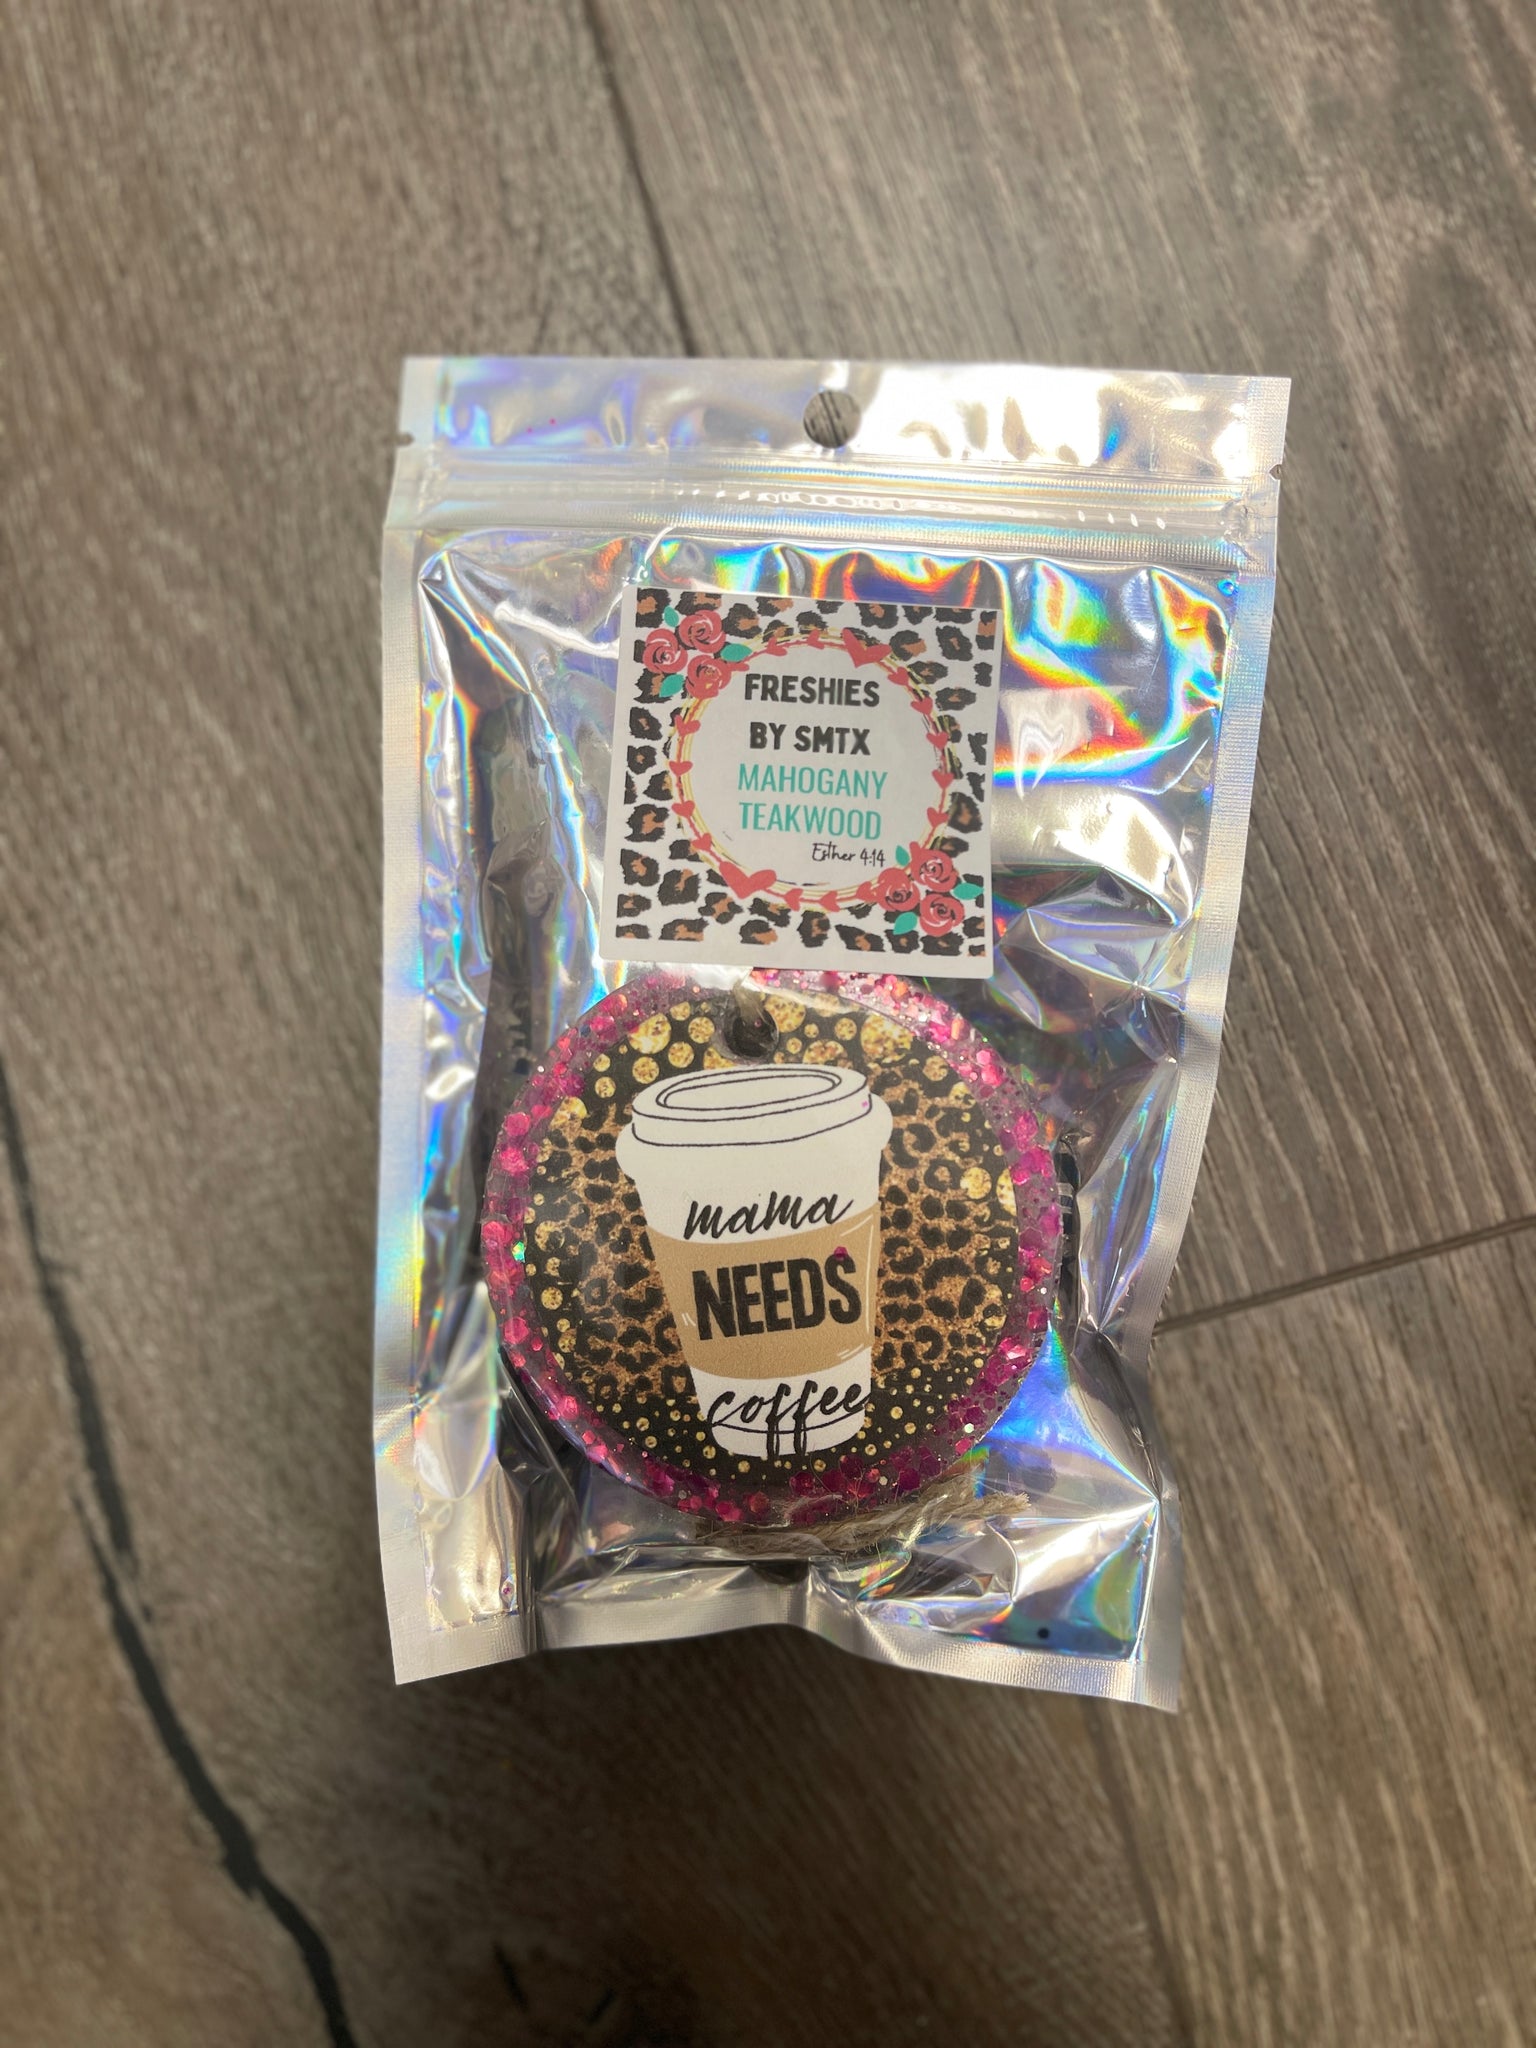 FRESHIES
BY SMTX
MAHOGANY
TEAKWOOD
Esther 4:14
mama
NEEDS
coffee